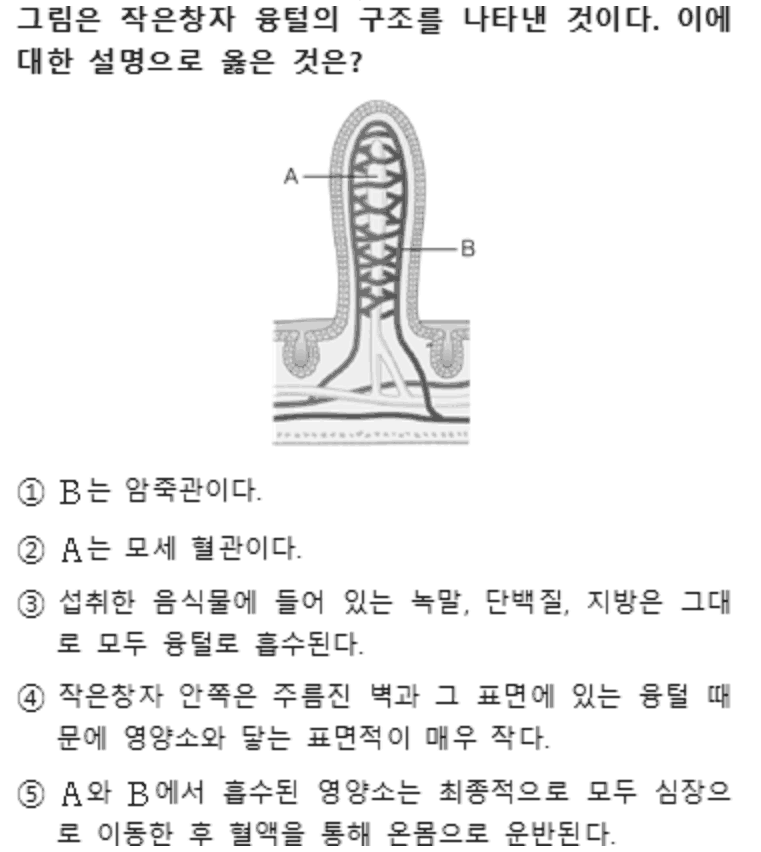 그림은 작은창자 융털의 구조를 나타낸 것이다. 이에
대한 설명으로 옳은 것은?
A
B
① B는 암죽관이다.
② A는 모세 혈관이다.
③ 섭취한 음식물에 들어 있는 녹말, 단백질, 지방은 그대
로 모두 융털로 흡수된다.
④ 작은창자 안쪽은 주름진 벽과 그 표면에 있는 융털 때
문에 영양소와 닿는 표면적이 매우 작다.
⑤ A와 B에서 흡수된 영양소는 최종적으로 모두 심장으
로 이동한 후 혈액을 통해 온몸으로 운반된다.